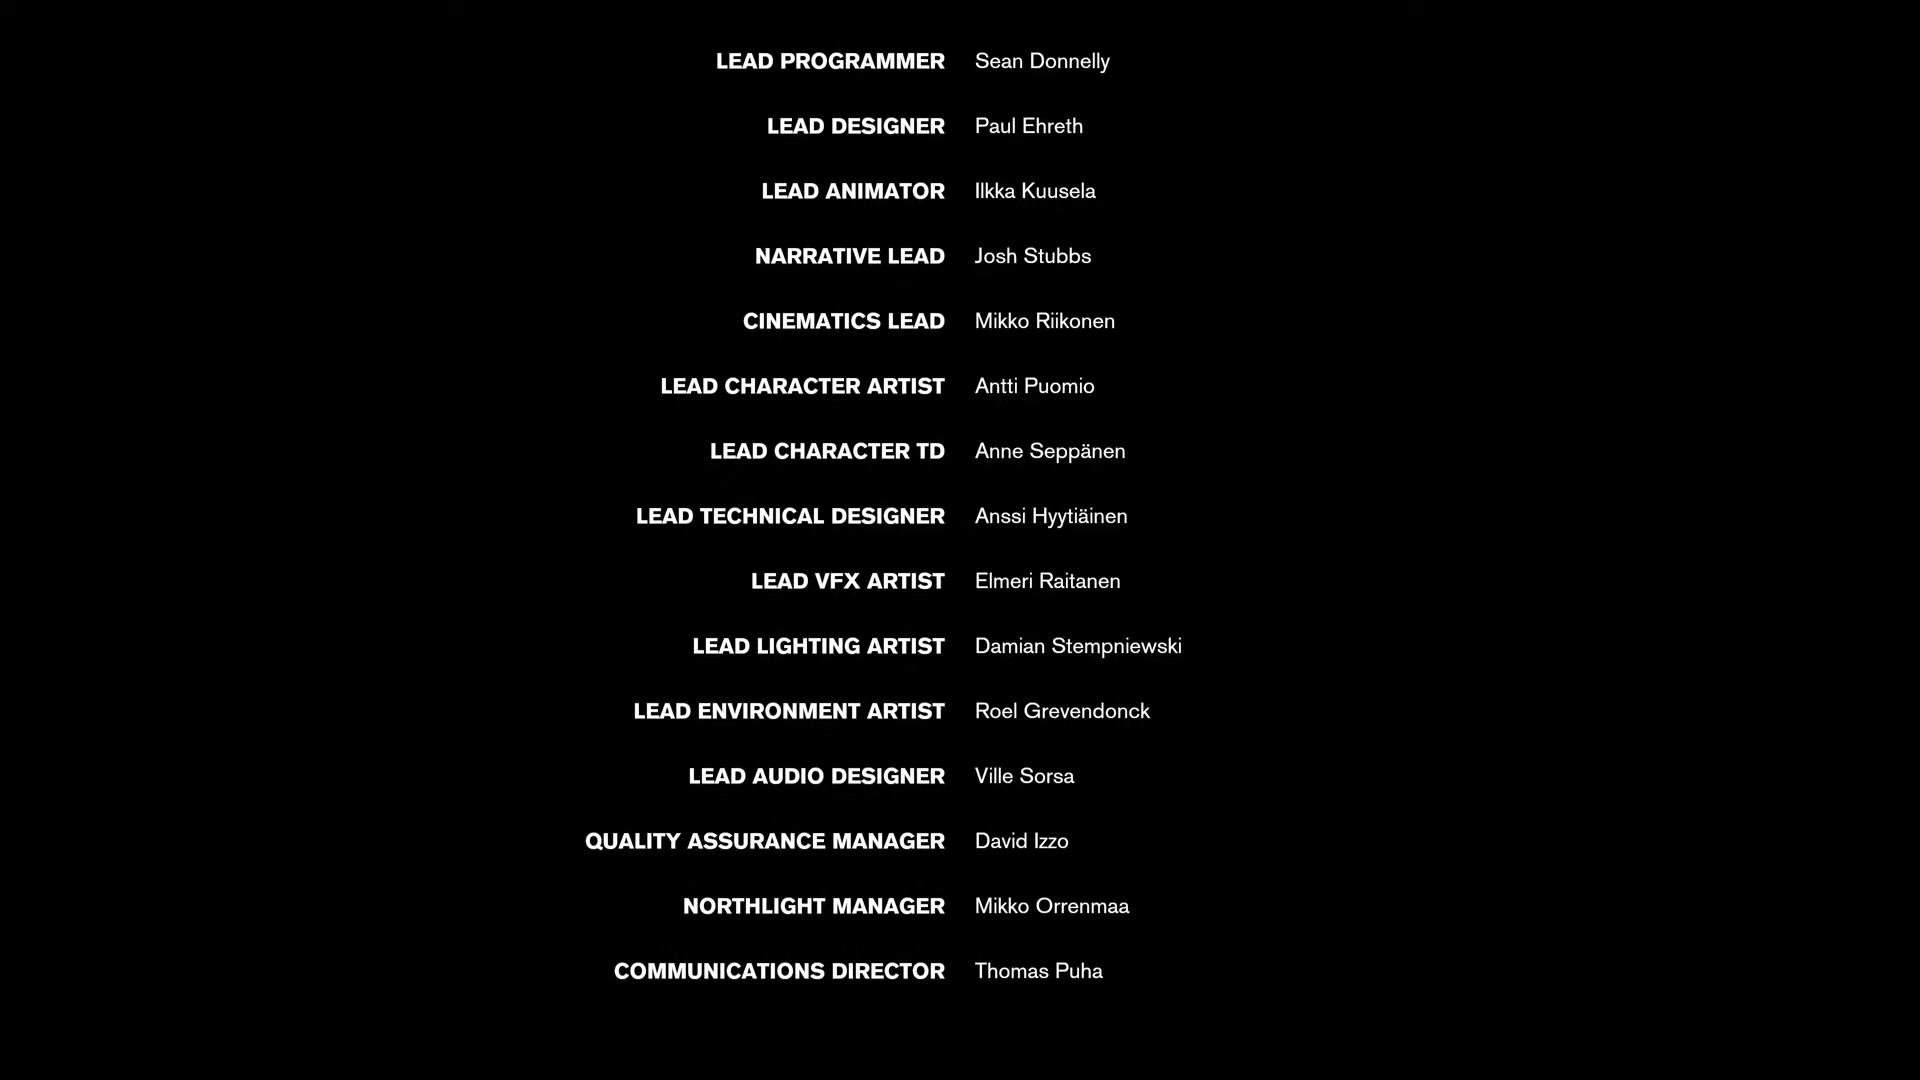 LEAD PROGRAMMER Sean Donnelly
LEAD DESIGNER Paul Ehreth
LEAD ANIMATOR Ilkka Kuusela
NARRATIVE LEAD Josh Stubbs
CINEMATICS LEAD Mikko Riikonen
LEAD CHARACTER ARTIST Antti Puomio
LEAD CHARACTER TD Anne Seppänen
LEAD TECHNICAL DESIGNER Anssi Hyytiäinen
LEAD VFX ARTIST Elmeri Raitanen
LEAD LIGHTING ARTIST Damian Stempniewski
LEAD ENVIRONMENT ARTIST Roel Grevendonck
LEAD AUDIO DESIGNER Ville Sorsa
QUALITY ASSURANCE MANAGER David Izzo
NORTHLIGHT MANAGER Mikko Orrenmaa
COMMUNICATIONS DIRECTOR Thomas Puha